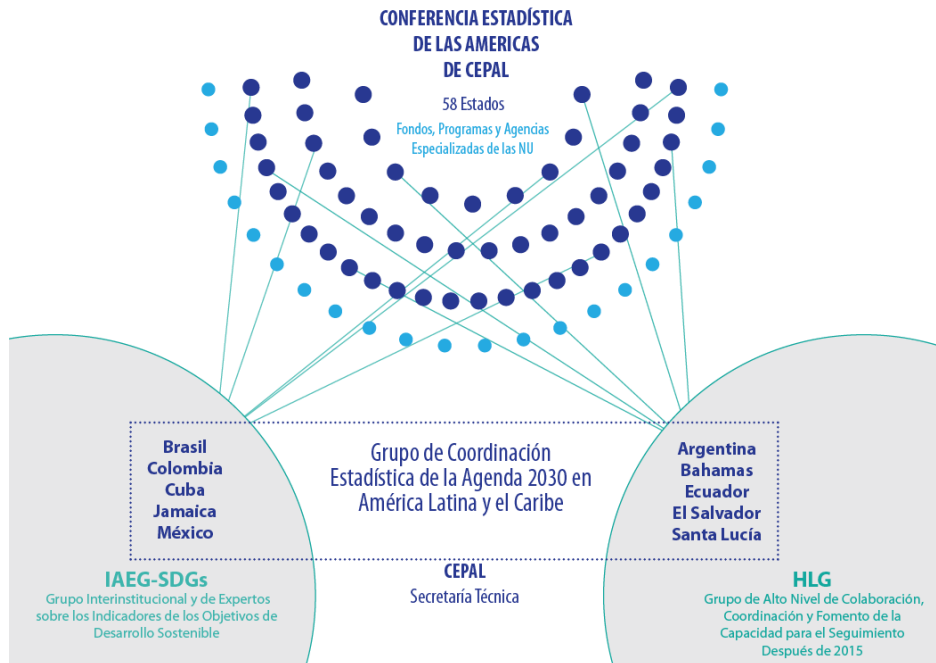 CONFERENCIA ESTADÍSTICA
DE LAS AMERICAS
DE CEPAL
58 Estados
Fondos, Programas y Agencias
Especializadas de las NU
Brasil
Colombia
Cuba
Jamaica
México
Grupo de Coordinación
Estadística de la Agenda 2030 en
América Latina y el Caribe
Argentina
Bahamas
Ecuador
El Salvador
Santa Lucía
IAEG-SDGs
Grupo Interinstitucional y de Expertos
sobre los Indicadores de los Objetivos de
Desarrollo Sostenible
CEPAL
Secretaría Técnica
HLG
Grupo de Alto Nivel de Colaboración,
Coordinación y Fomento de la
Capacidad para el Seguimiento
Después de 2015